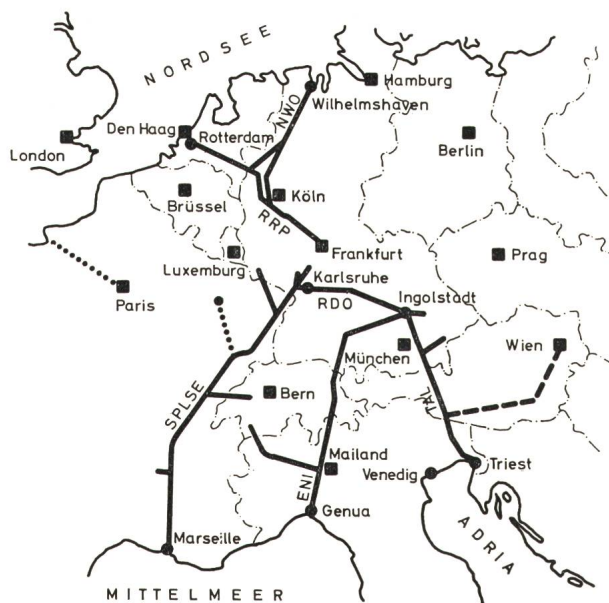 NORDSEE
Hamburg
Wilhelmshaven
NWO
Den Haag
Rotterdam
London
Berlin
Köln
Brüssel
RRP
Frankfurt
Prag
Luxemburg
Karlsruhe
Paris
RDO
Ingolstadt
München
Wien
Bern
TAL
SPLSE
Mailand
Venedig
Triest
ENI
Genua
Marseille
ADRIA
MITTELMEER